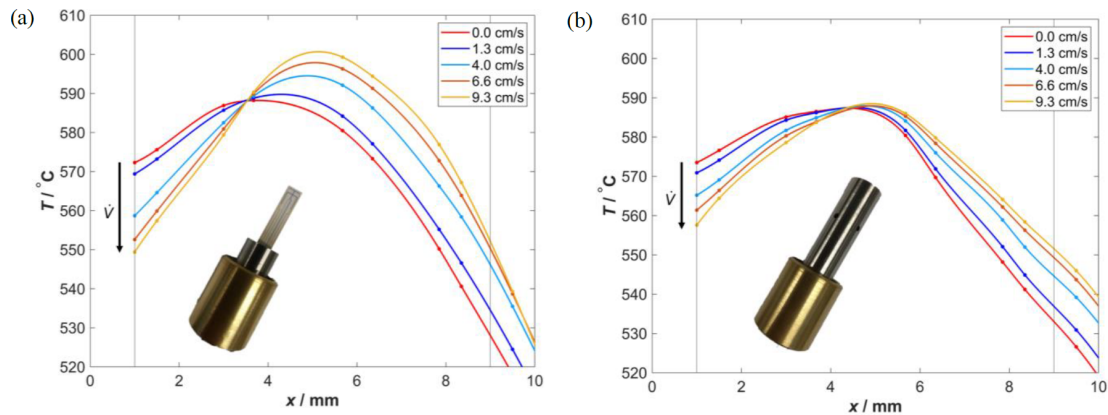 (a)
610
600
590
580
570
560
550
540
530
520
T / °C
V̇
0.0 cm/s
1.3 cm/s
4.0 cm/s
6.6 cm/s
9.3 cm/s
0 2 4 6 8 10
x / mm
(b)
610
600
590
580
570
560
550
540
530
520
T / °C
V̇
0.0 cm/s
1.3 cm/s
4.0 cm/s
6.6 cm/s
9.3 cm/s
0 2 4 6 8 10
x / mm